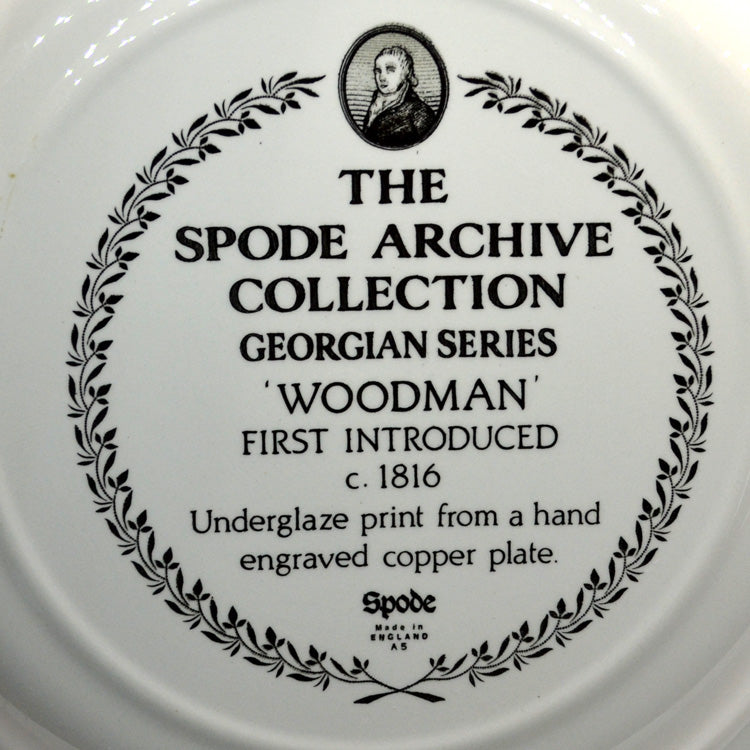 THE
SPODE ARCHIVE
COLLECTION
GEORGIAN SERIES
'WOODMAN'
FIRST INTRODUCED
c. 1816
Underglaze print from a hand
engraved copper plate.
Spode
Made in
ENGLAND
A5